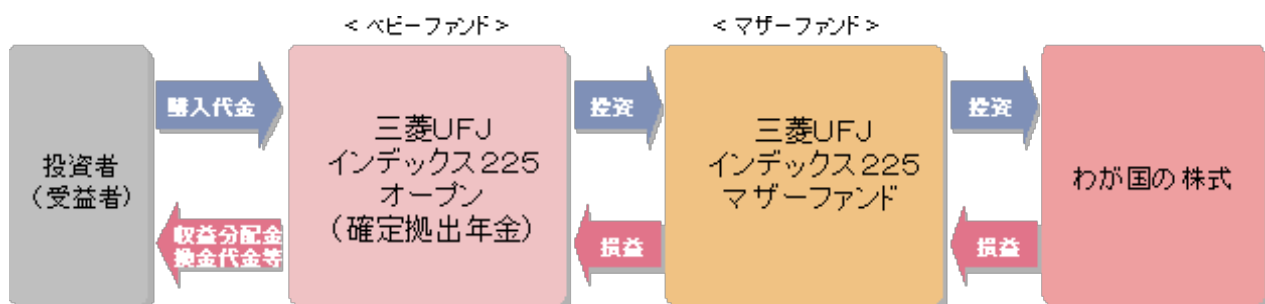 ＜ベビーファンド＞
＜マザーファンド＞
投資者
（受益者）
購入代金
収益分配金
換金代金等
三菱UFJ
インデックス２２５
オープン
（確定拠出年金）
投資
損益
三菱UFJ
インデックス２２５
マザーファンド
投資
損益
わが国の株式